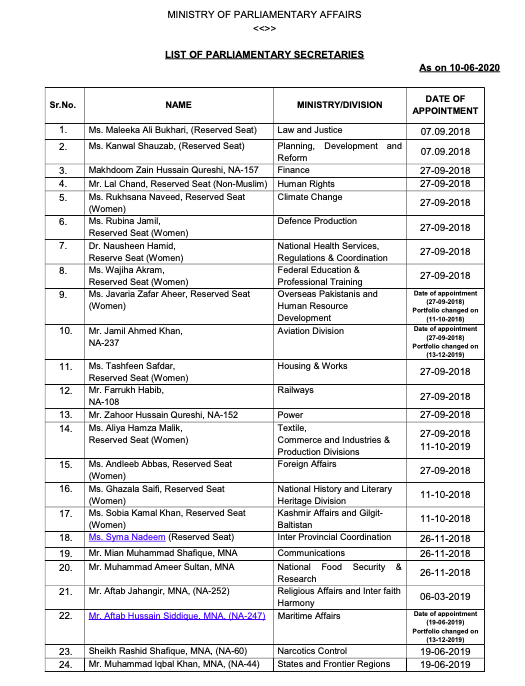 MINISTRY OF PARLIAMENTARY AFFAIRS
<<>>
LIST OF PARLIAMENTARY SECRETARIES
As on 10-06-2020
Sr.No. NAME MINISTRY/DIVISION DATE OF APPOINTMENT
1. Ms. Maleeka Ali Bukhari, (Reserved Seat) Law and Justice 07.09.2018
2. Ms. Kanwal Shauzab, (Reserved Seat) Planning, Development and Reform 07.09.2018
3. Makhdoom Zain Hussain Qureshi, NA-157 Finance 27-09-2018
4. Mr. Lal Chand, Reserved Seat (Non-Muslim) Human Rights 27-09-2018
5. Ms. Rukhsana Naveed, Reserved Seat (Women) Climate Change 27-09-2018
6. Ms. Rubina Jamil, Reserved Seat (Women) Defence Production 27-09-2018
7. Dr. Nausheen Hamid, Reserve Seat (Women) National Health Services, Regulations & Coordination 27-09-2018
8. Ms. Wajiha Akram, Reserved Seat (Women) Federal Education & Professional Training 27-09-2018
9. Ms. Javaria Zafar Aheer, Reserved Seat (Women) Overseas Pakistanis and Human Resource Development Date of appointment (27-09-2018) Portfolio changed on (11-10-2018)
10. Mr. Jamil Ahmed Khan, NA-237 Aviation Division Date of appointment (27-09-2018) Portfolio changed on (13-12-2019)
11. Ms. Tashfeen Safdar, Reserved Seat (Women) Housing & Works 27-09-2018
12. Mr. Farrukh Habib, NA-108 Railways 27-09-2018
13. Mr. Zahoor Hussain Qureshi, NA-152 Power 27-09-2018
14. Ms. Aliya Hamza Malik, Reserved Seat (Women) Textile, Commerce and Industries & Production Divisions 27-09-2018 11-10-2019
15. Ms. Andleeb Abbas, Reserved Seat (Women) Foreign Affairs 27-09-2018
16. Ms. Ghazala Saifi, Reserved Seat (Women) National History and Literary Heritage Division 11-10-2018
17. Ms. Sobia Kamal Khan, Reserved Seat (Women) Kashmir Affairs and Gilgit-Baltistan 11-10-2018
18. Ms. Syma Nadeem (Reserved Seat) Inter Provincial Coordination 26-11-2018
19. Mr. Mian Muhammad Shafique, MNA Communications 26-11-2018
20. Mr. Muhammad Ameer Sultan, MNA National Food Security & Research 26-11-2018
21. Mr. Aftab Jahangir, MNA, (NA-252) Religious Affairs and Inter faith Harmony 06-03-2019
22. Mr. Aftab Hussain Siddique, MNA, (NA-247) Maritime Affairs Date of appointment (19-06-2019) Portfolio changed on (13-12-2019)
23. Sheikh Rashid Shafique, MNA, (NA-60) Narcotics Control 19-06-2019
24. Mr. Muhammad Iqbal Khan, MNA, (NA-44) States and Frontier Regions 19-06-2019